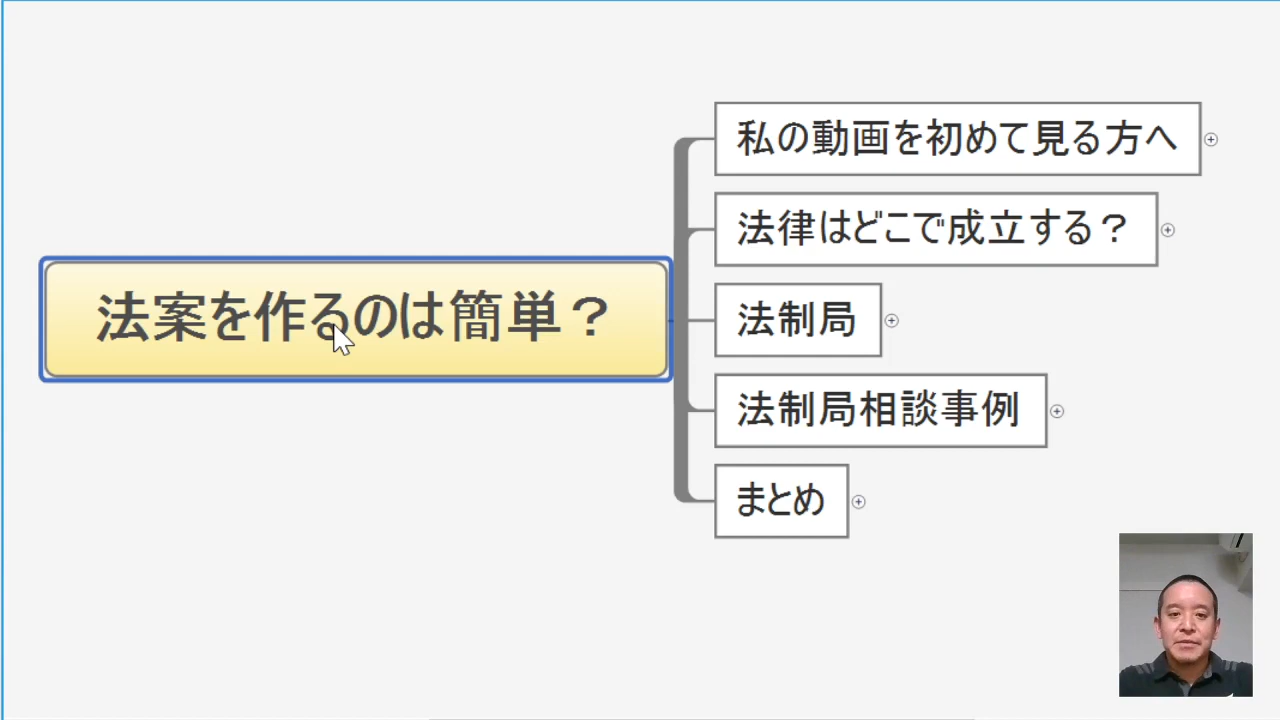 法案を作るのは簡単？
私の動画を初めて見る方へ
法律はどこで成立する？
法制局
法制局相談事例
まとめ